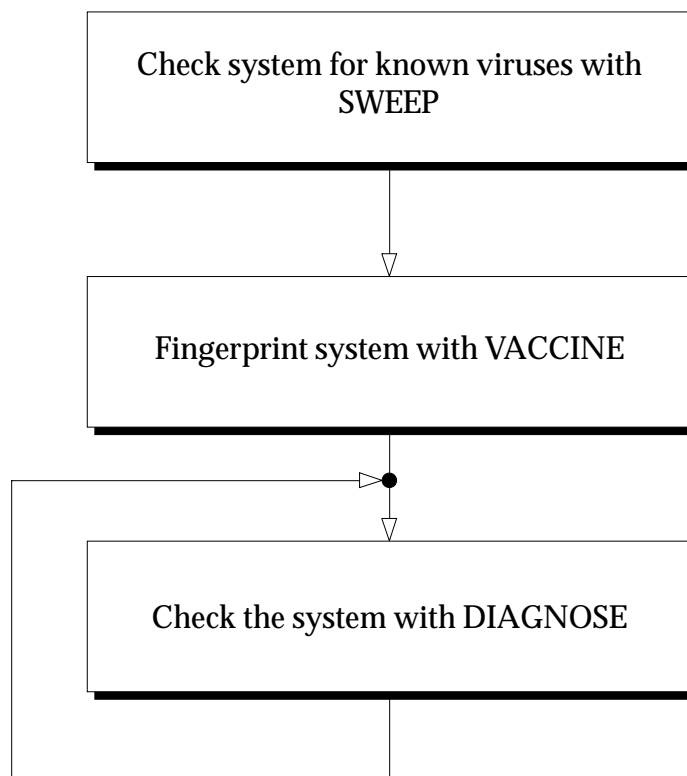 Check system for known viruses with
SWEEP
Fingerprint system with VACCINE
Check the system with DIAGNOSE